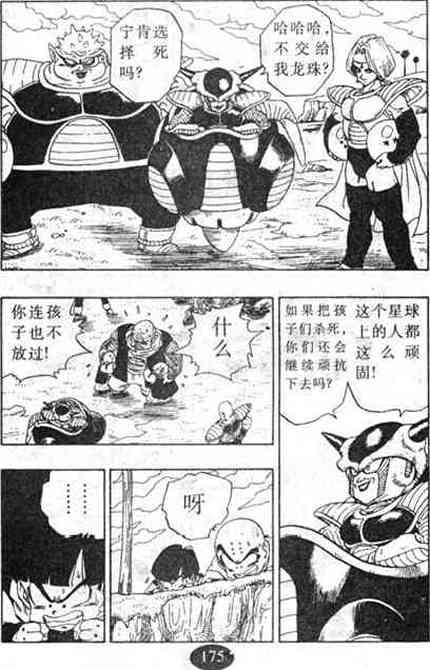 哈哈哈，
不交给
我龙珠？
宁肯选
择死
吗？
这个星球
上的人都
这么顽
固！
如果把孩
子们杀死，
你们还会
继续顽抗
下去吗？
什
么
你连孩
子也不
放过！
呀
……
175